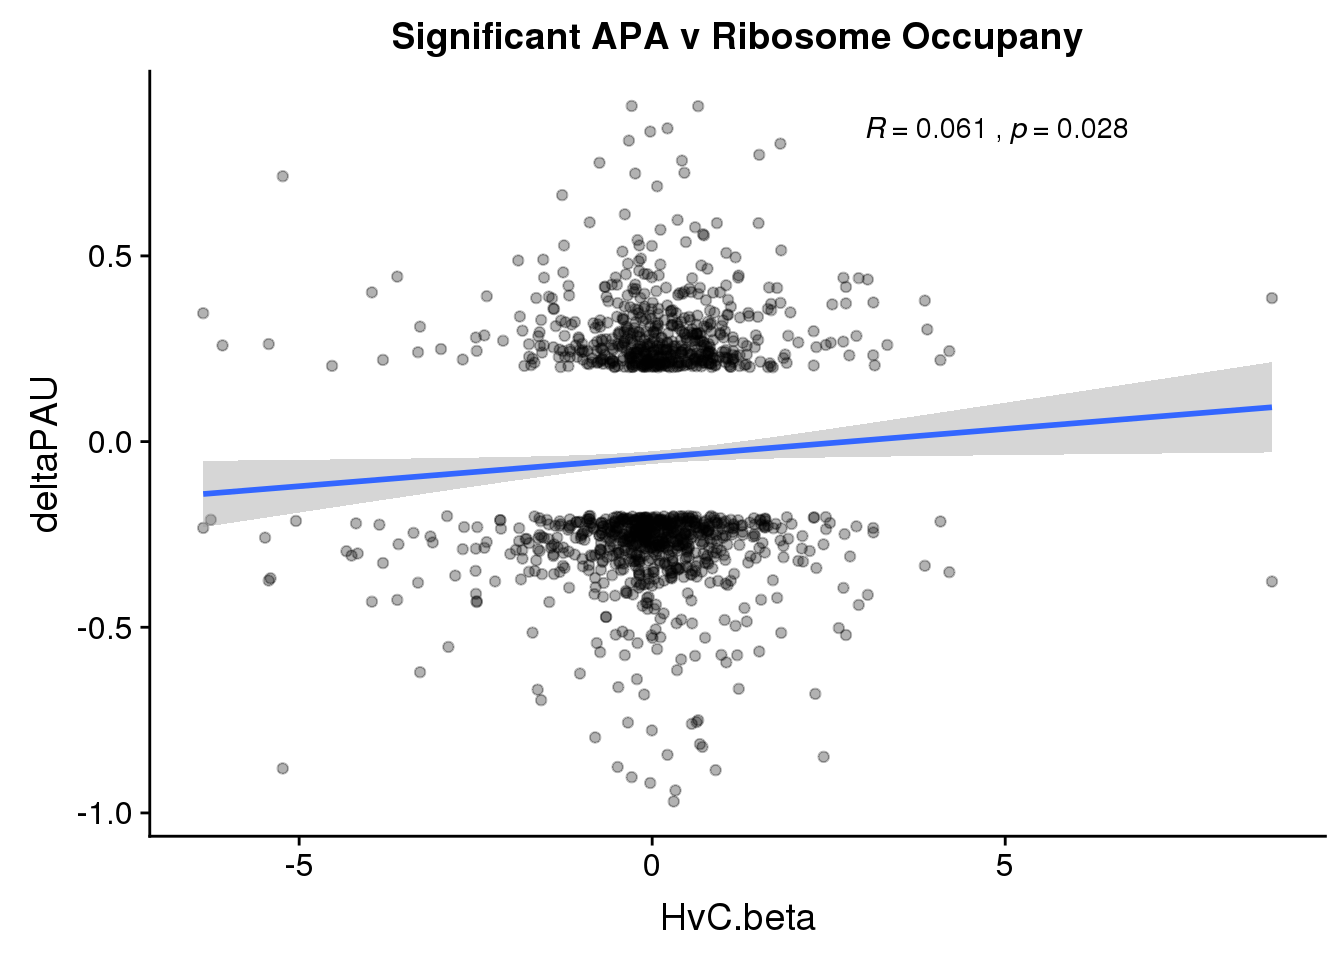 Significant APA v Ribosome Occupany
R = 0.061 , p = 0.028
0.5
0.0
-0.5
-1.0
deltaPAU
-5 0 5
HvC.beta